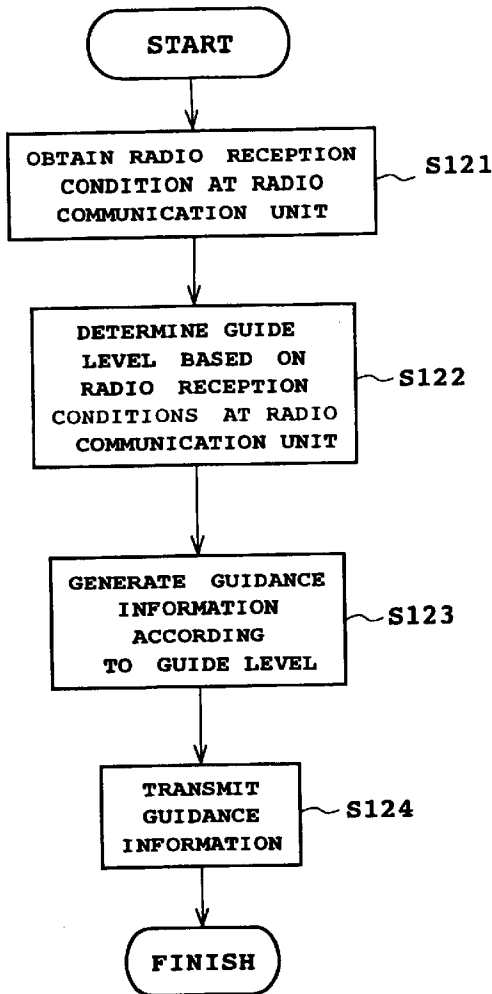 START
OBTAIN RADIO RECEPTION
CONDITION AT RADIO
COMMUNICATION UNIT
S121
DETERMINE GUIDE
LEVEL BASED ON
RADIO RECEPTION
CONDITIONS AT RADIO
COMMUNICATION UNIT
S122
GENERATE GUIDANCE
INFORMATION
ACCORDING
TO GUIDE LEVEL
S123
TRANSMIT
GUIDANCE
INFORMATION
S124
FINISH